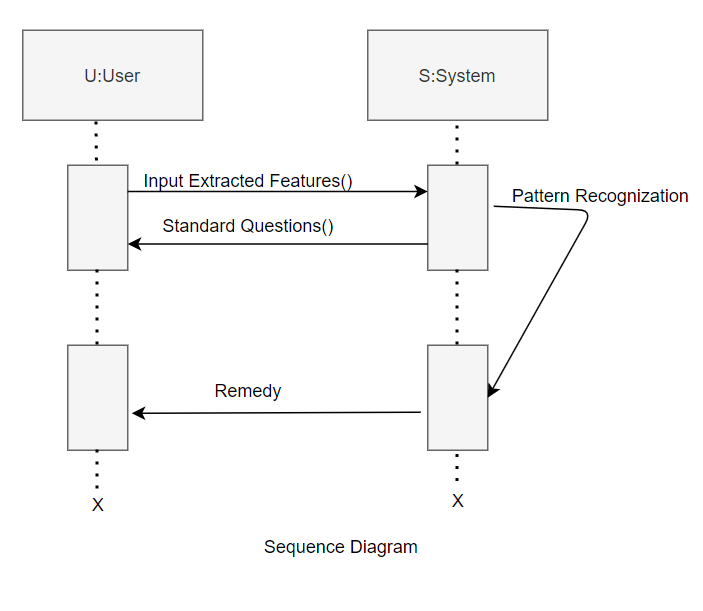 U:User
S:System
Input Extracted Features()
Pattern Recognization
Standard Questions()
Remedy
X
X
Sequence Diagram